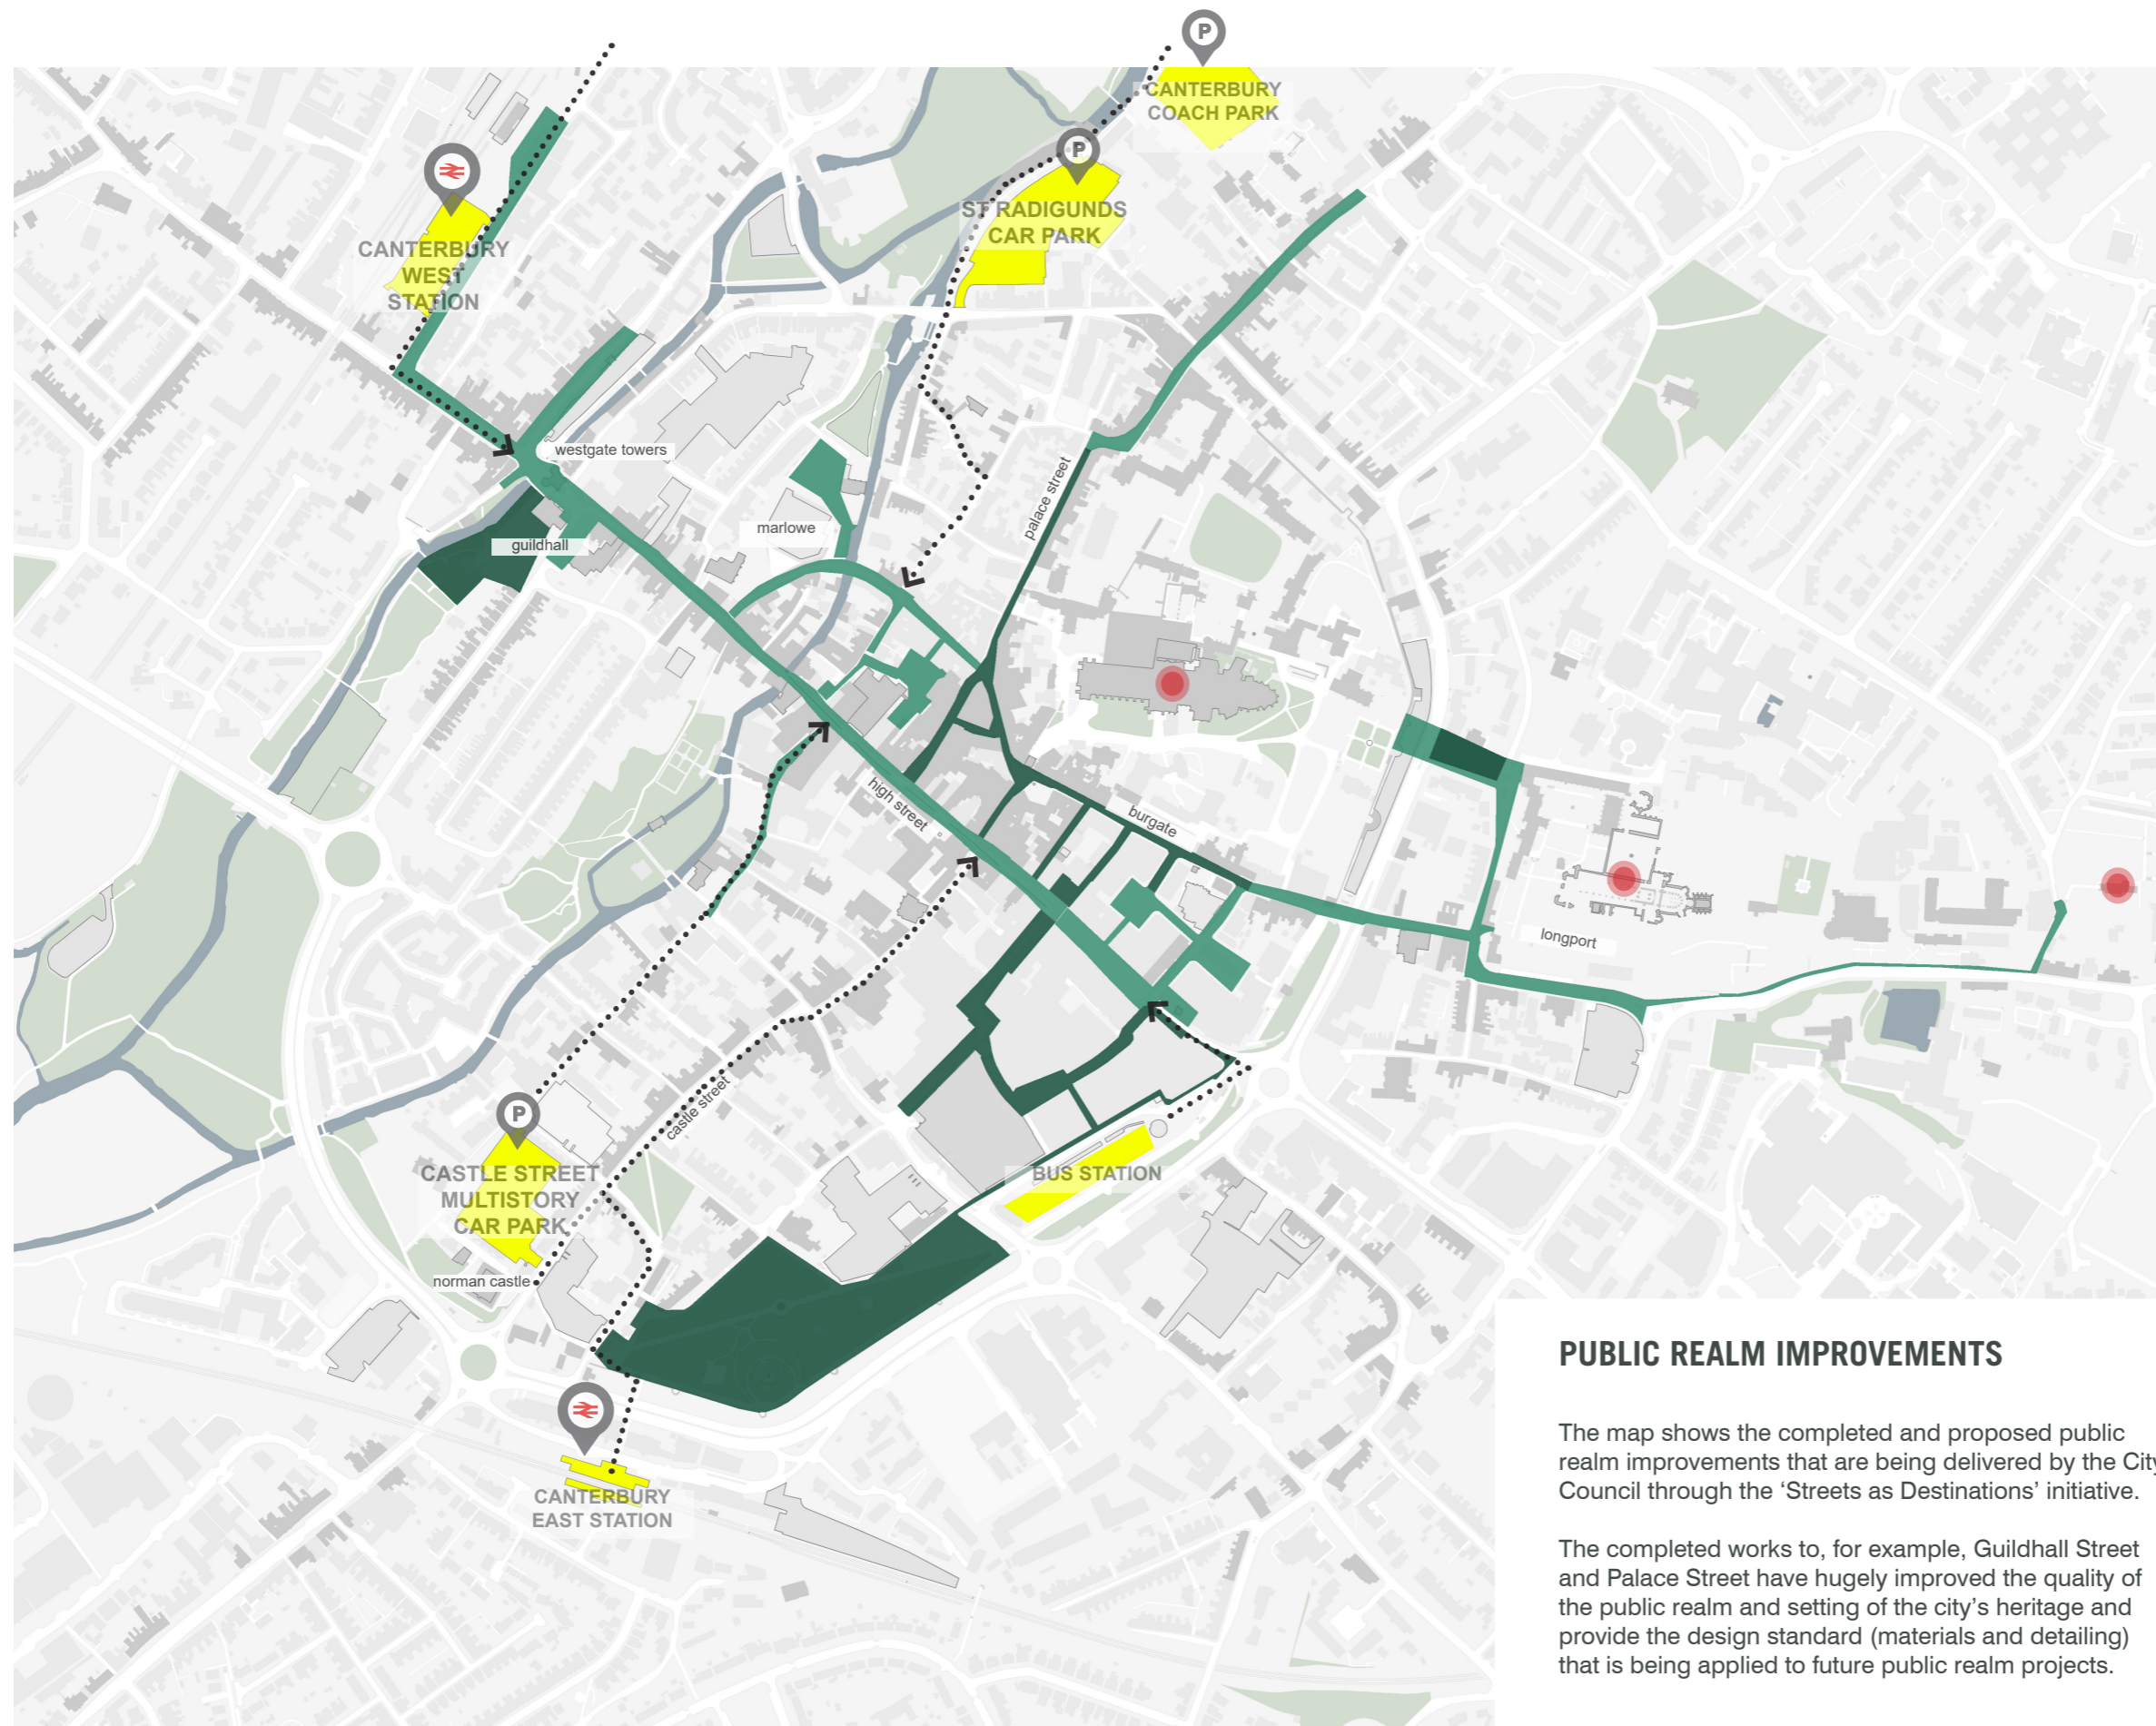 P
CANTERBURY
COACH PARK
P
ST RADIGUNDS
CAR PARK
CANTERBURY
WEST
STATION
westgate towers
palace street
marlowe
guildhall
high street
burgate
longport
castle street
P
CASTLE STREET
MULTISTORY
CAR PARK
BUS STATION
norman castle
CANTERBURY
EAST STATION
PUBLIC REALM IMPROVEMENTS
The map shows the completed and proposed public
realm improvements that are being delivered by the City
Council through the ‘Streets as Destinations’ initiative.
The completed works to, for example, Guildhall Street
and Palace Street have hugely improved the quality of
the public realm and setting of the city’s heritage and
provide the design standard (materials and detailing)
that is being applied to future public realm projects.